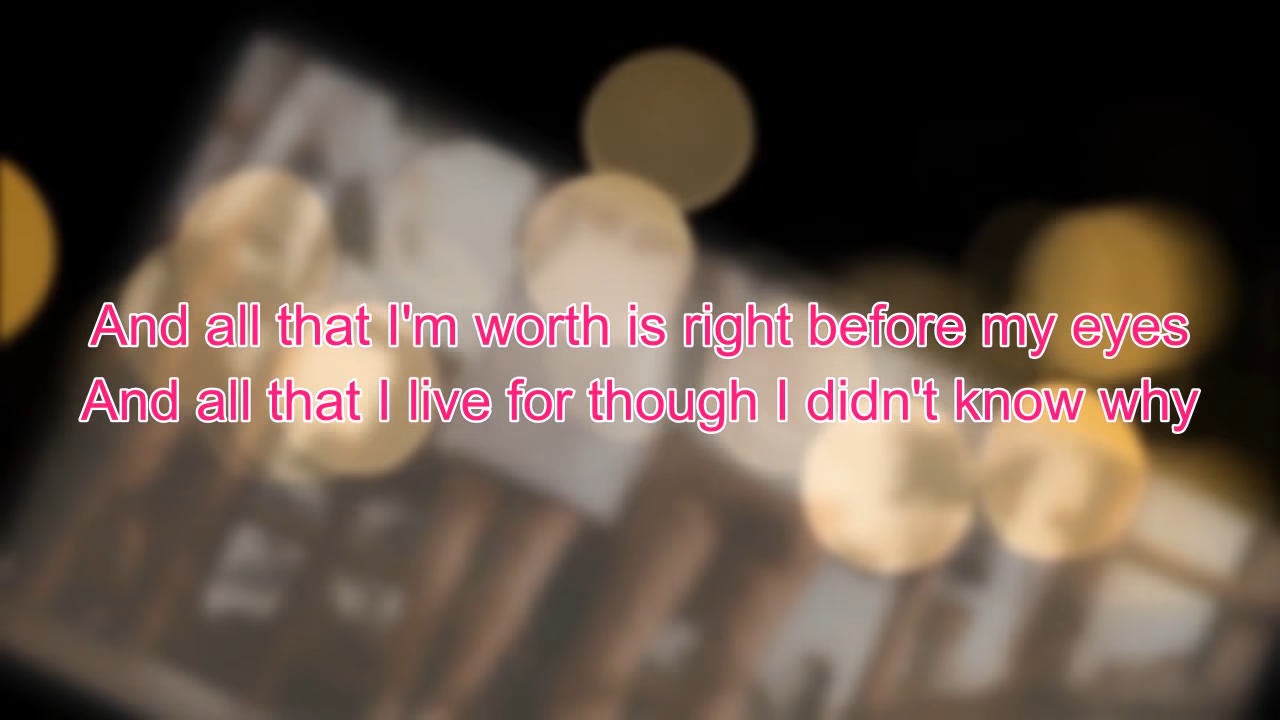 And all that I'm worth is right before my eyes
And all that I live for though I didn't know why